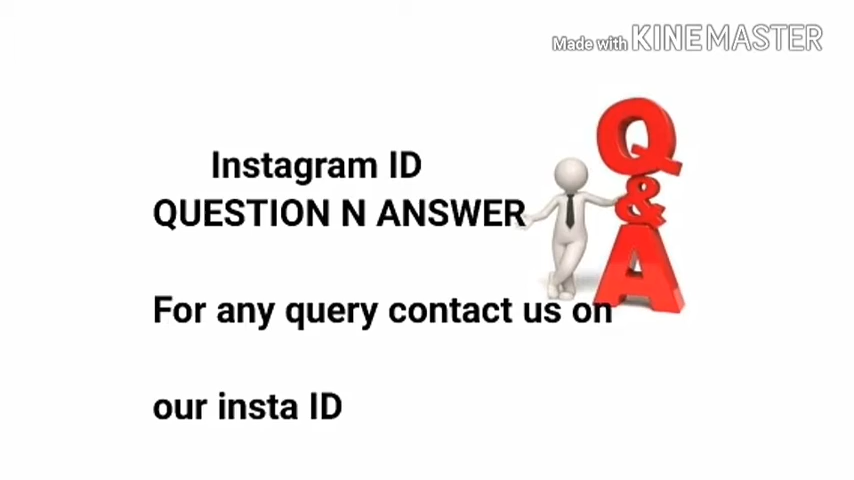 Made with KINEMASTER
Instagram ID
QUESTION N ANSWER
Q
&
A
For any query contact us on
our insta ID